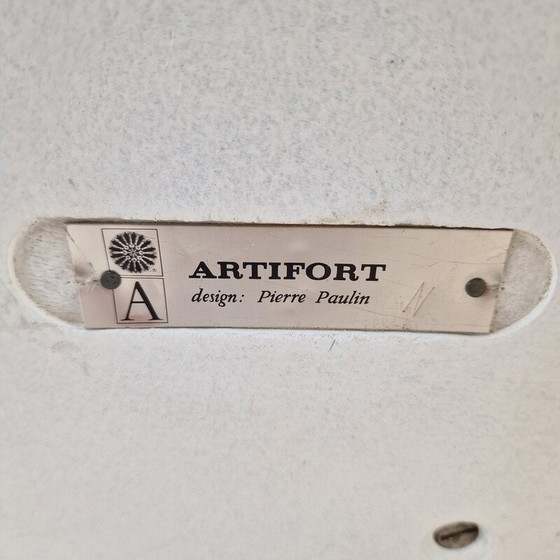 ARTIFORT
design: Pierre Paulin
A